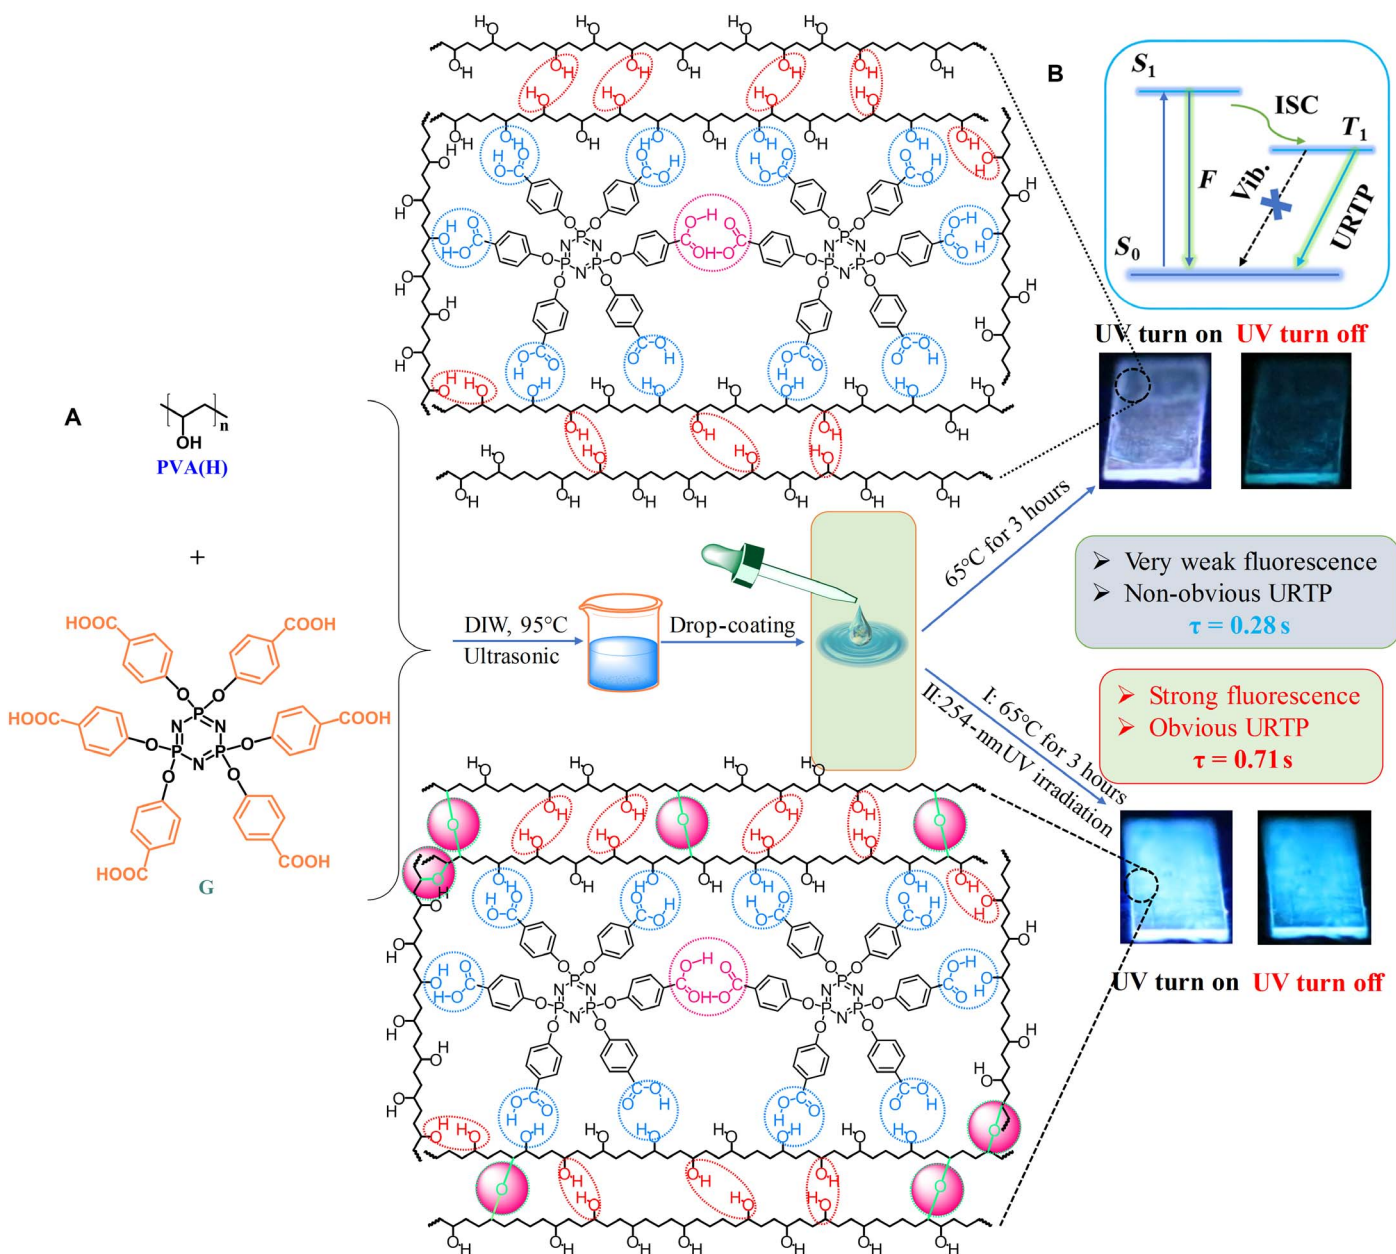 A
PVA(H)
n
OH
+
HOOC
COOH
HOOC
COOH
HOOC
COOH
G
DIW, 95°C
Ultrasonic
Drop-coating
65°C for 3 hours
I: 65°C for 3 hours
II:254-nmUV irradiation
B
S1
ISC
T1
F
Vib.
URTP
S0
UV turn on
UV turn off
➢ Very weak fluorescence
➢ Non-obvious URTP
τ = 0.28 s
➢ Strong fluorescence
➢ Obvious URTP
τ = 0.71 s
UV turn on
UV turn off